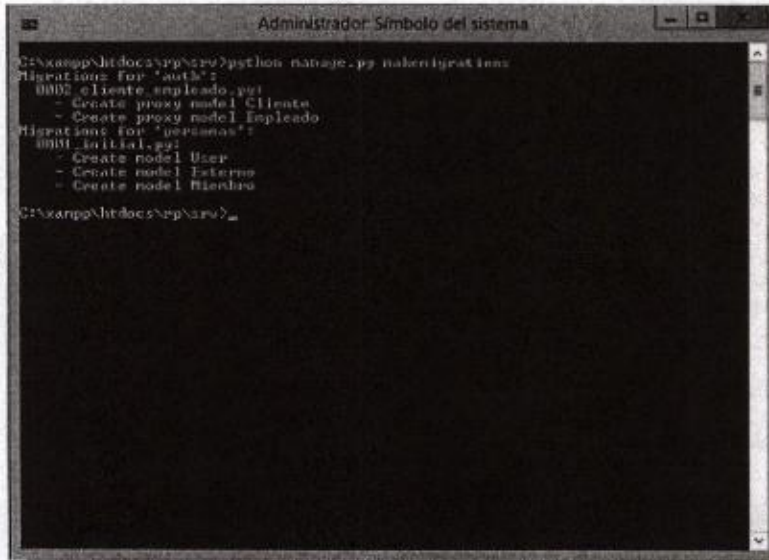 Administrador: Símbolo del sistema
C:\xampp\htdocs\rp\srv>python manage.py makemigrations
Migrations for 'auth':
0002_cliente_empleado.py:
- Create proxy model Cliente
- Create proxy model Empleado
Migrations for 'personas':
0001_initial.py:
- Create model User
- Create model Externo
- Create model Miembro
C:\xampp\htdocs\rp\srv>_